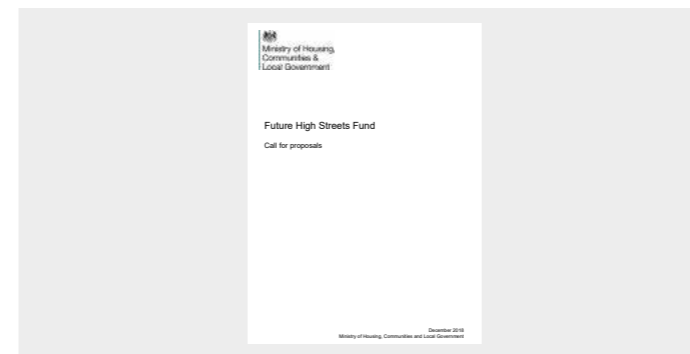 Ministry of Housing,
Communities &
Local Government
Future High Streets Fund
Call for proposals
December 2018
Ministry of Housing, Communities and Local Government